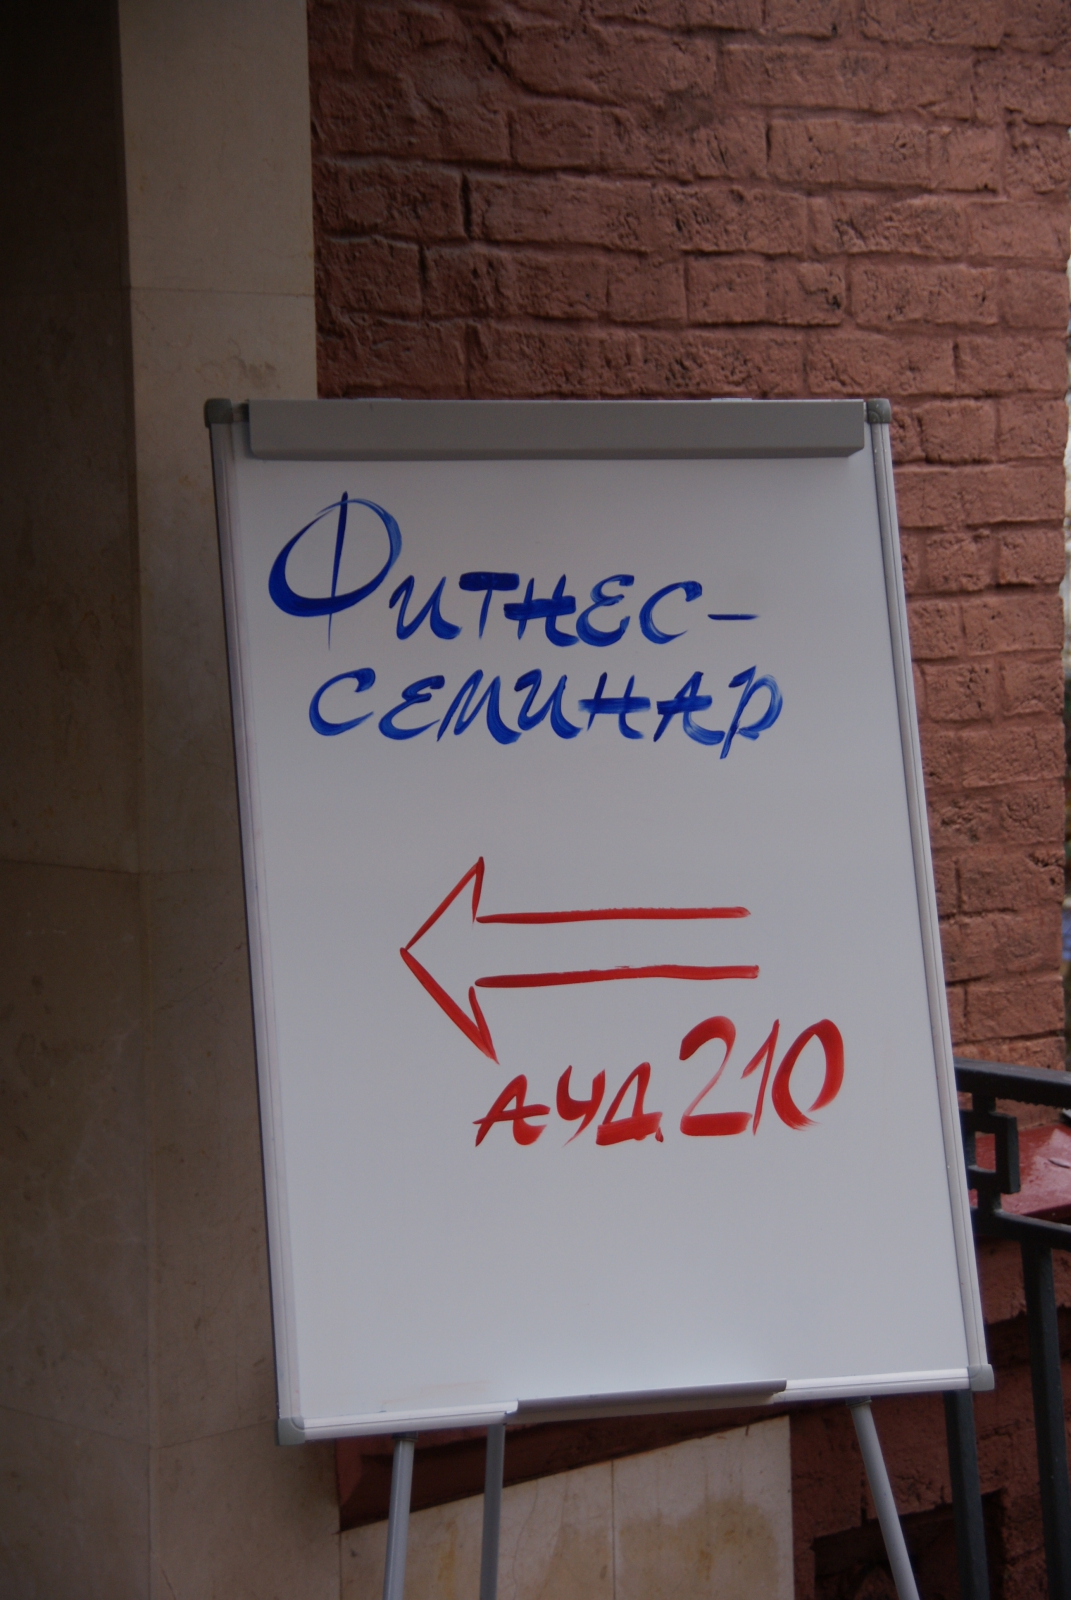 Фитнес-
семинар
ауд 210